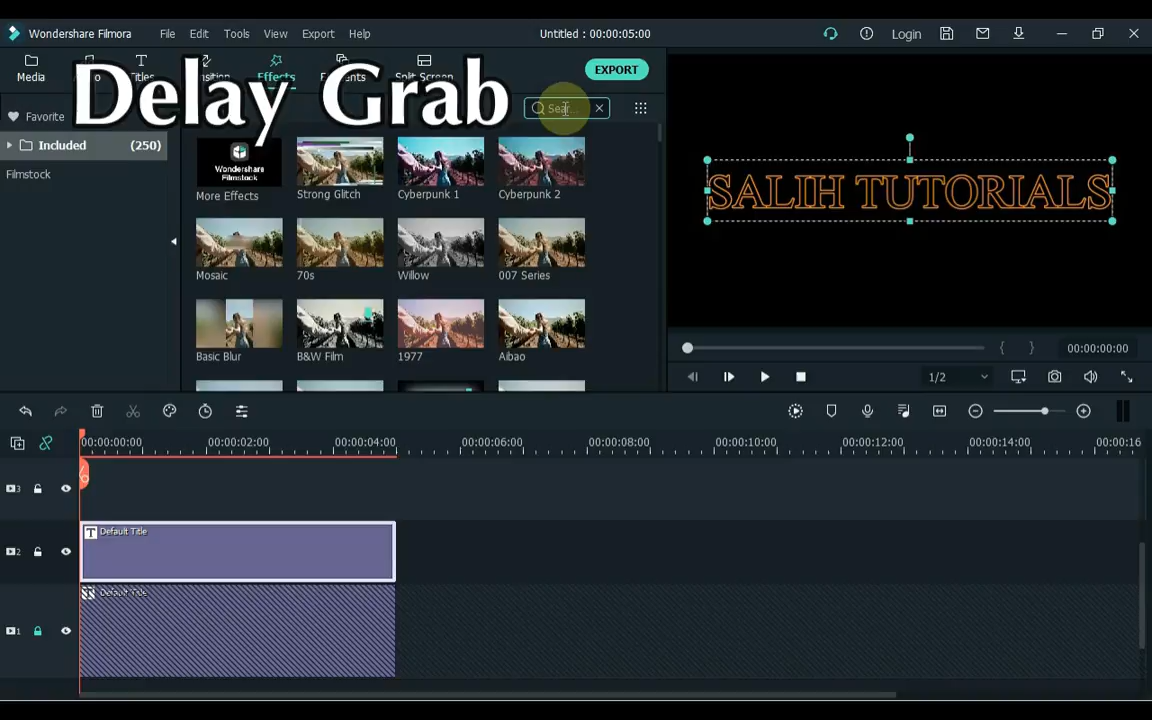 Wondershare Filmora File Edit Tools View Export Help Untitled : 00:00:05:00 Login
Media Titles Effects Split Screen EXPORT
Delay Grab
Favorite
Included (250)
Filmstock
Wondershare Filmstock
More Effects Strong Glitch Cyberpunk 1 Cyberpunk 2
Mosaic 70s Willow 007 Series
Basic Blur B&W Film 1977 Aibao
SALIH TUTORIALS
{ } 00:00:00:00
1/2
00:00:00:00 00:00:02:00 00:00:04:00 00:00:06:00 00:00:08:00 00:00:10:00 00:00:12:00 00:00:14:00 00:00:16
3
2 T Default Title
1 T Default Title